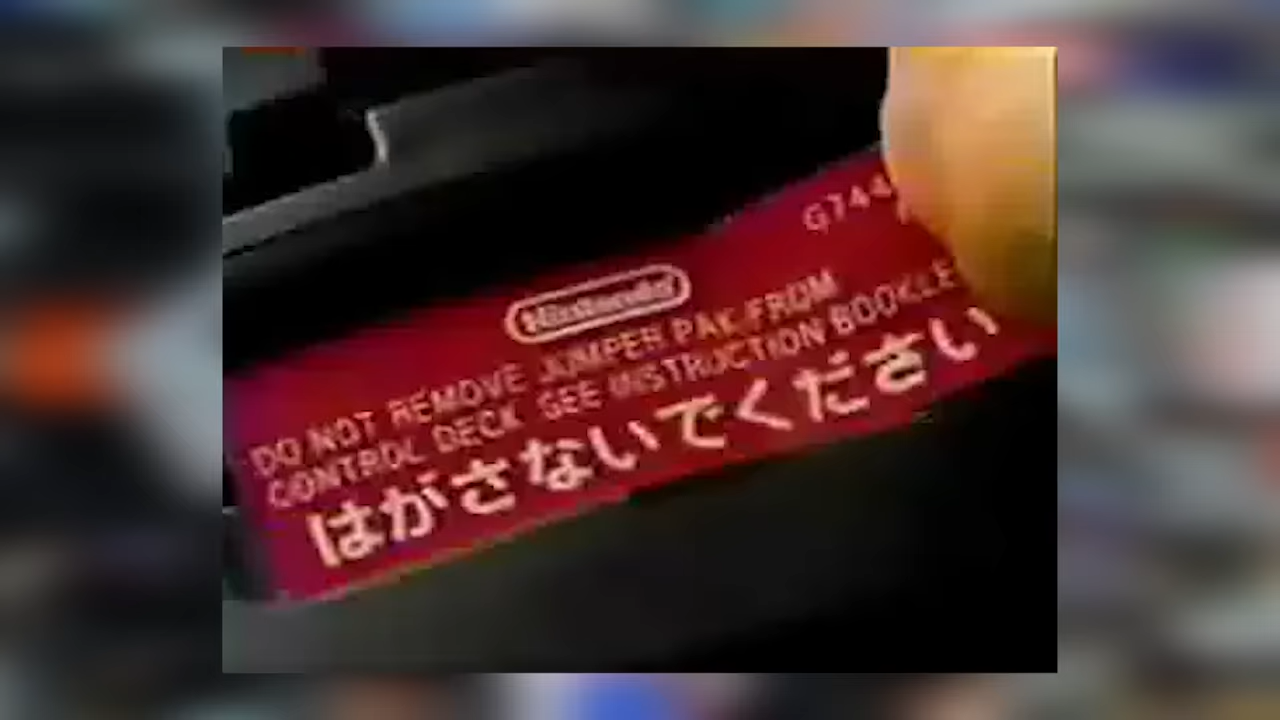 G744
Nintendo
DO NOT REMOVE JUMPER PAK FROM
CONTROL DECK SEE INSTRUCTION BOOKLE
はがさないでください